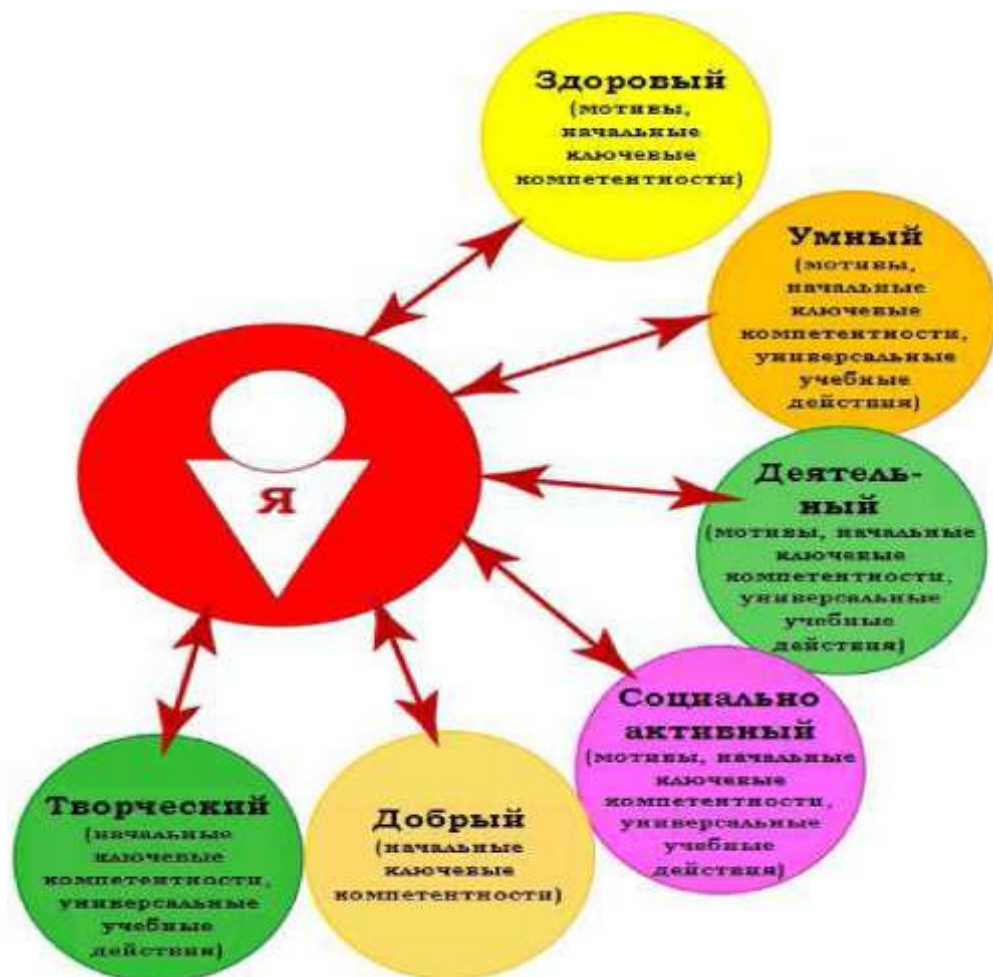 Здоровый
(мотивы,
начальные
ключевые
компетентности)
Умный
(мотивы,
начальные
ключевые
компетентности,
универсальные
учебные
действия)
Я
Деятель-
ный
(мотивы, начальные
ключевые
компетентности,
универсальные
учебные
действия)
Социально
активный
(мотивы, начальные
ключевые
компетентности,
универсальные
учебные
действия)
Добрый
(начальные
ключевые
компетентности)
Творческий
(начальные
ключевые
компетентности,
универсальные
учебные
действия)